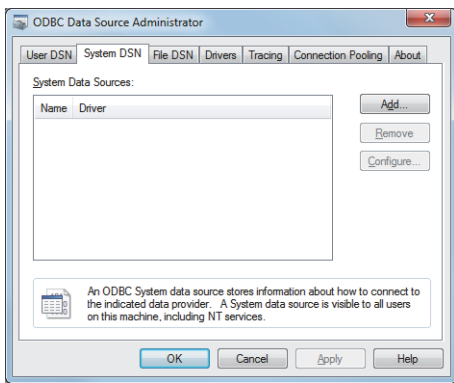 ODBC Data Source Administrator
User DSN System DSN File DSN Drivers Tracing Connection Pooling About
System Data Sources:
Name Driver
Add...
Remove
Configure...
An ODBC System data source stores information about how to connect to
the indicated data provider. A System data source is visible to all users
on this machine, including NT services.
OK Cancel Apply Help